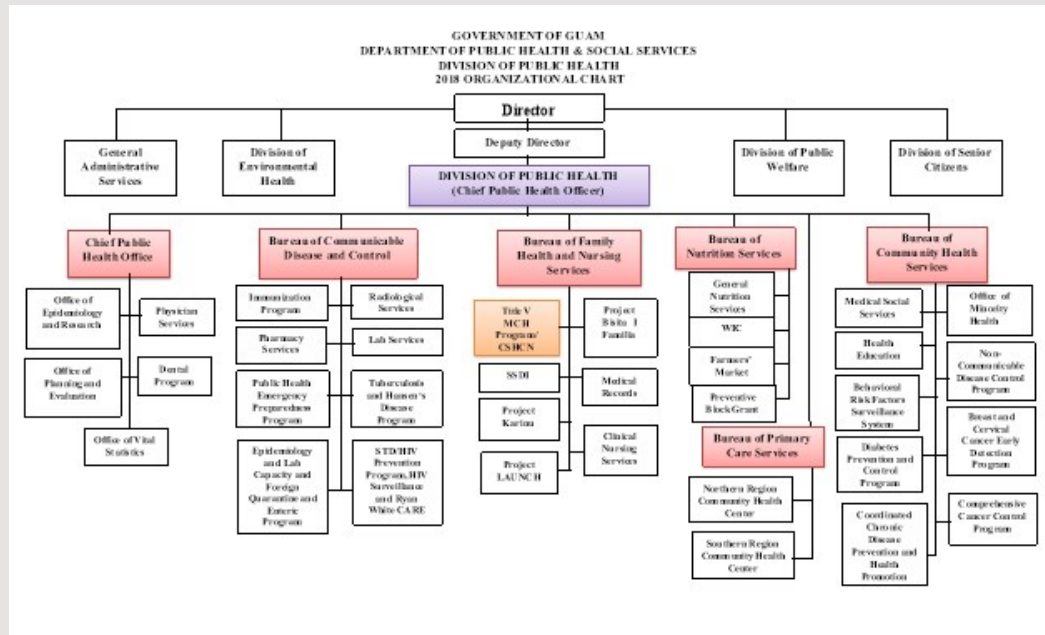 GOVERNMENT OF GUAM
DEPARTMENT OF PUBLIC HEALTH & SOCIAL SERVICES
DIVISION OF PUBLIC HEALTH
2018 ORGANIZATIONAL CHART
Director
Deputy Director
General
Administrative
Services
Division of
Environmental
Health
DIVISION OF PUBLIC HEALTH
(Chief Public Health Officer)
Division of Public
Welfare
Division of Senior
Citizens
Chief Public
Health Office
Office of
Epidemiology
and Research
Physician
Services
Office of
Planning and
Evaluation
Dental
Program
Office of Vital
Statistics
Bureau of Communicable
Disease and Control
Immunization
Program
Radiological
Services
Pharmacy
Services
Lab Services
Public Health
Emergency
Preparedness
Program
Tuberculosis
and Hansen's
Disease
Program
Epidemiology
and Lab
Capacity and
Foreign
Quarantine and
Enteric
Program
STD/HIV
Prevention
Program, HIV
Surveillance
and Ryan
White CARE
Bureau of Family
Health and Nursing
Services
Title V
MCH
Program/
CSHCN
Project
Bisita I
Familia
SSDI
Medical
Records
Project
Karinu
Clinical
Nursing
Services
Project
LAUNCH
Bureau of
Nutrition Services
General
Nutrition
Services
WIC
Farmers'
Market
Preventive
Block Grant
Bureau of Primary
Care Services
Northern Region
Community Health
Center
Southern Region
Community Health
Center
Bureau of
Community Health
Services
Medical Social
Services
Office of
Minority
Health
Health
Education
Non-
Communicable
Disease Control
Program
Behavioral
Risk Factors
Surveillance
System
Breast and
Cervical
Cancer Early
Detection
Program
Diabetes
Prevention and
Control
Program
Comprehensive
Cancer Control
Program
Coordinated
Chronic
Disease
Prevention and
Health
Promotion